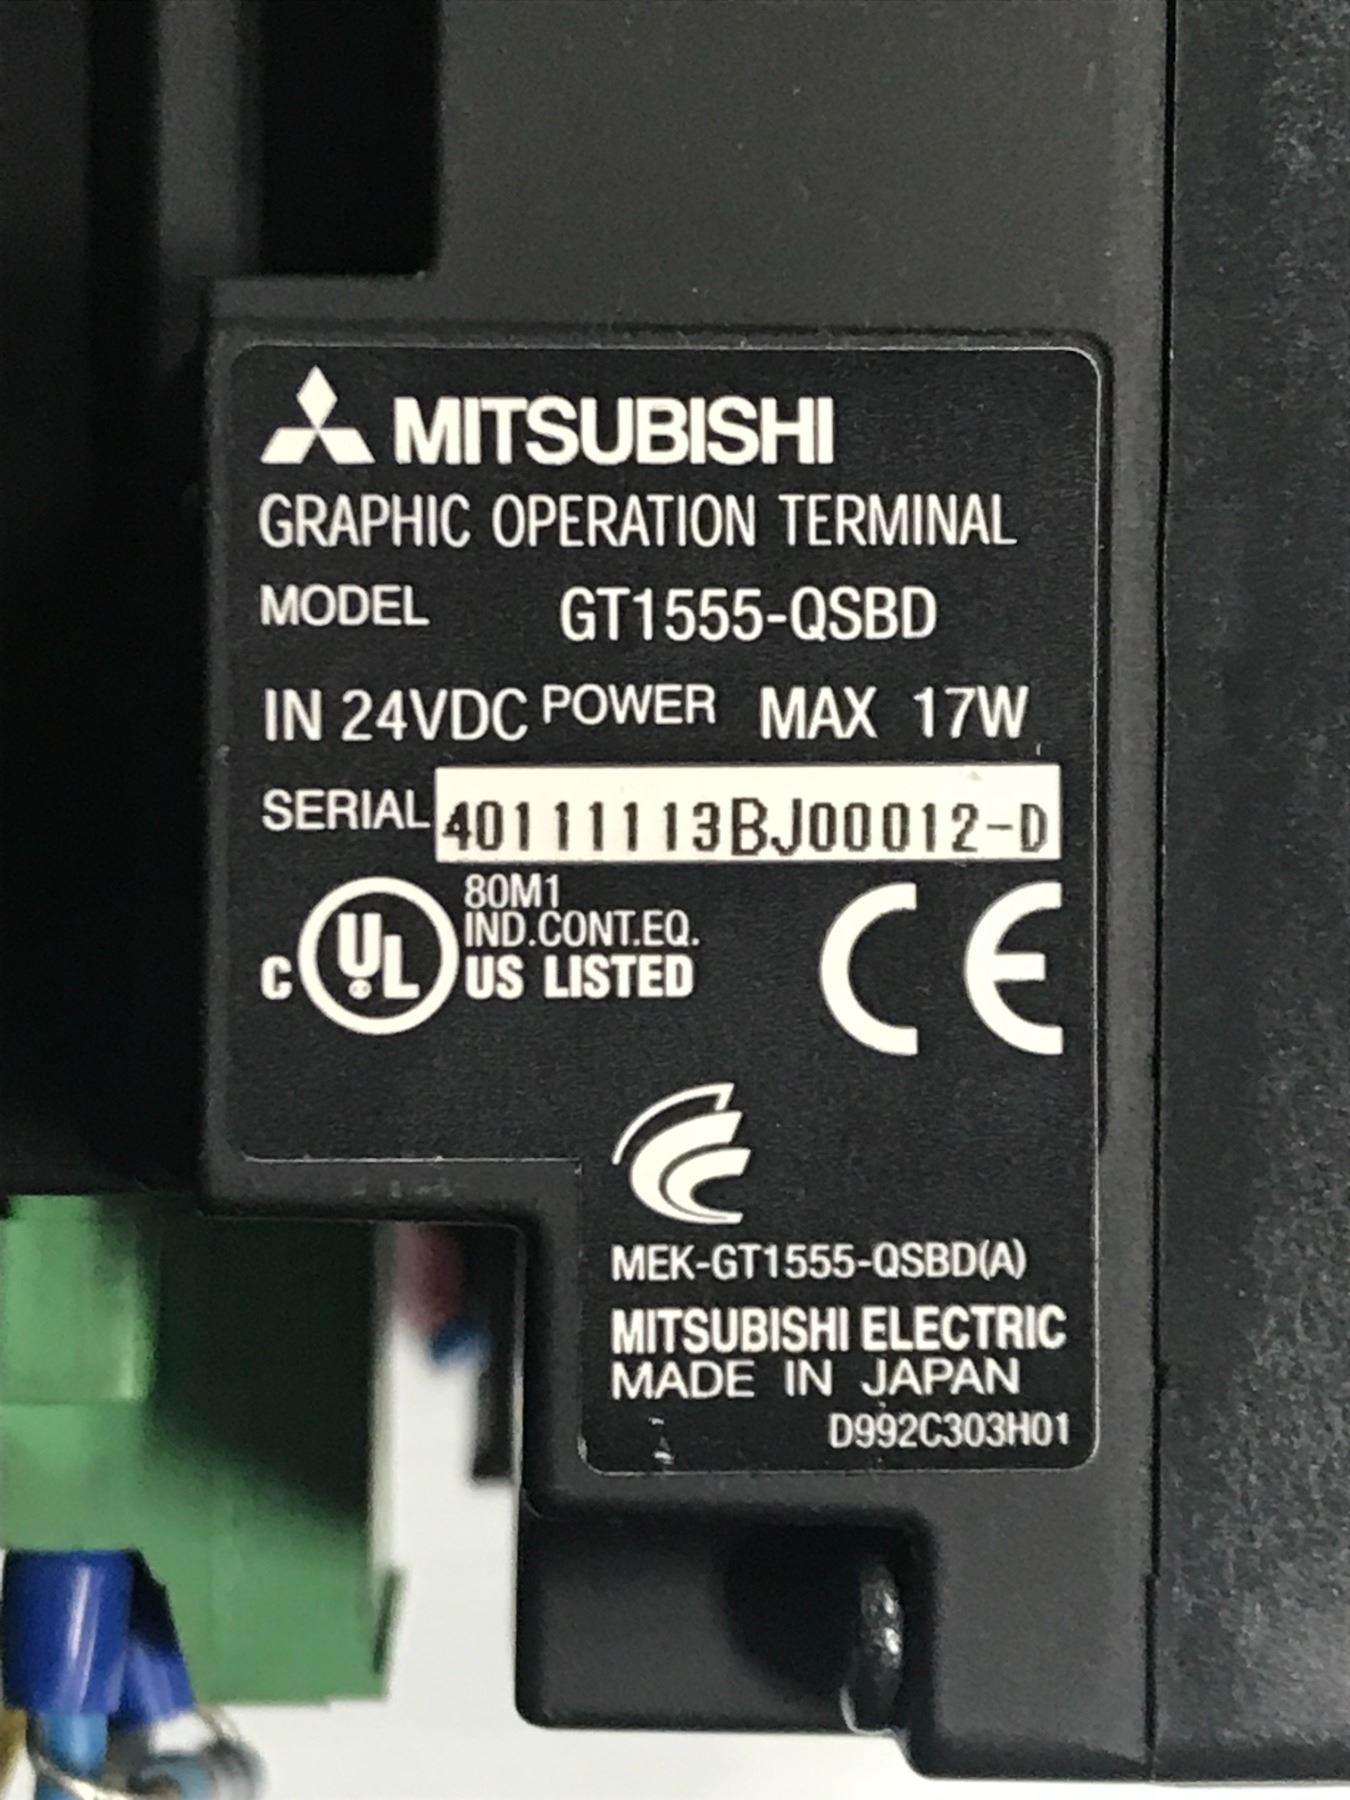 MITSUBISHI
GRAPHIC OPERATION TERMINAL
MODEL GT1555-QSBD
IN 24VDC POWER MAX 17W
SERIAL 40111113BJ00012-D
80M1
IND.CONT.EQ.
C UL US LISTED
CE
MEK-GT1555-QSBD(A)
MITSUBISHI ELECTRIC
MADE IN JAPAN
D992C303H01